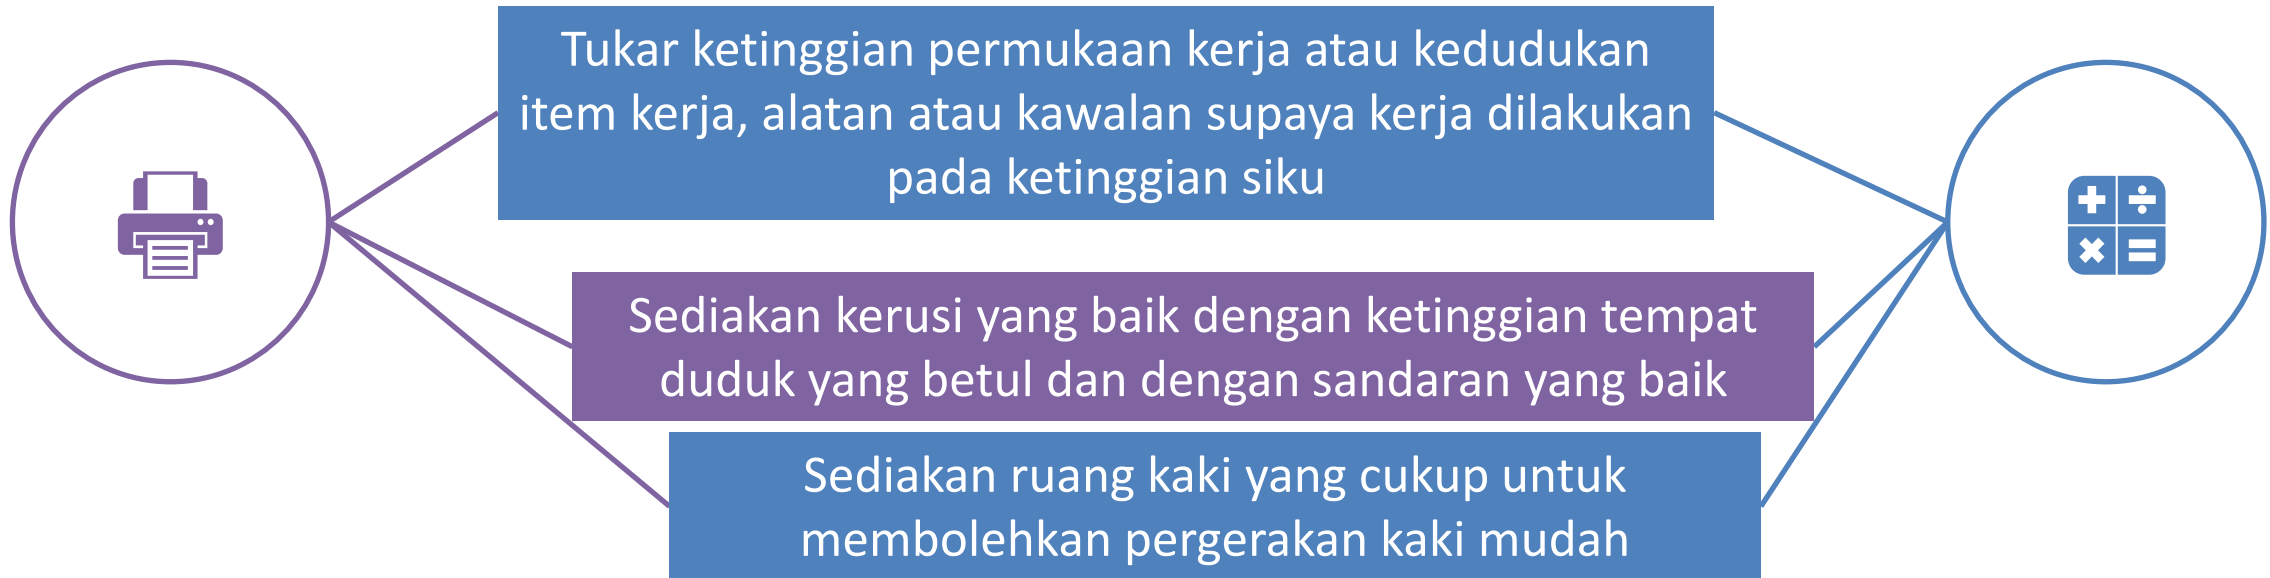 Tukar ketinggian permukaan kerja atau kedudukan
item kerja, alatan atau kawalan supaya kerja dilakukan
pada ketinggian siku
Sediakan kerusi yang baik dengan ketinggian tempat
duduk yang betul dan dengan sandaran yang baik
Sediakan ruang kaki yang cukup untuk
membolehkan pergerakan kaki mudah